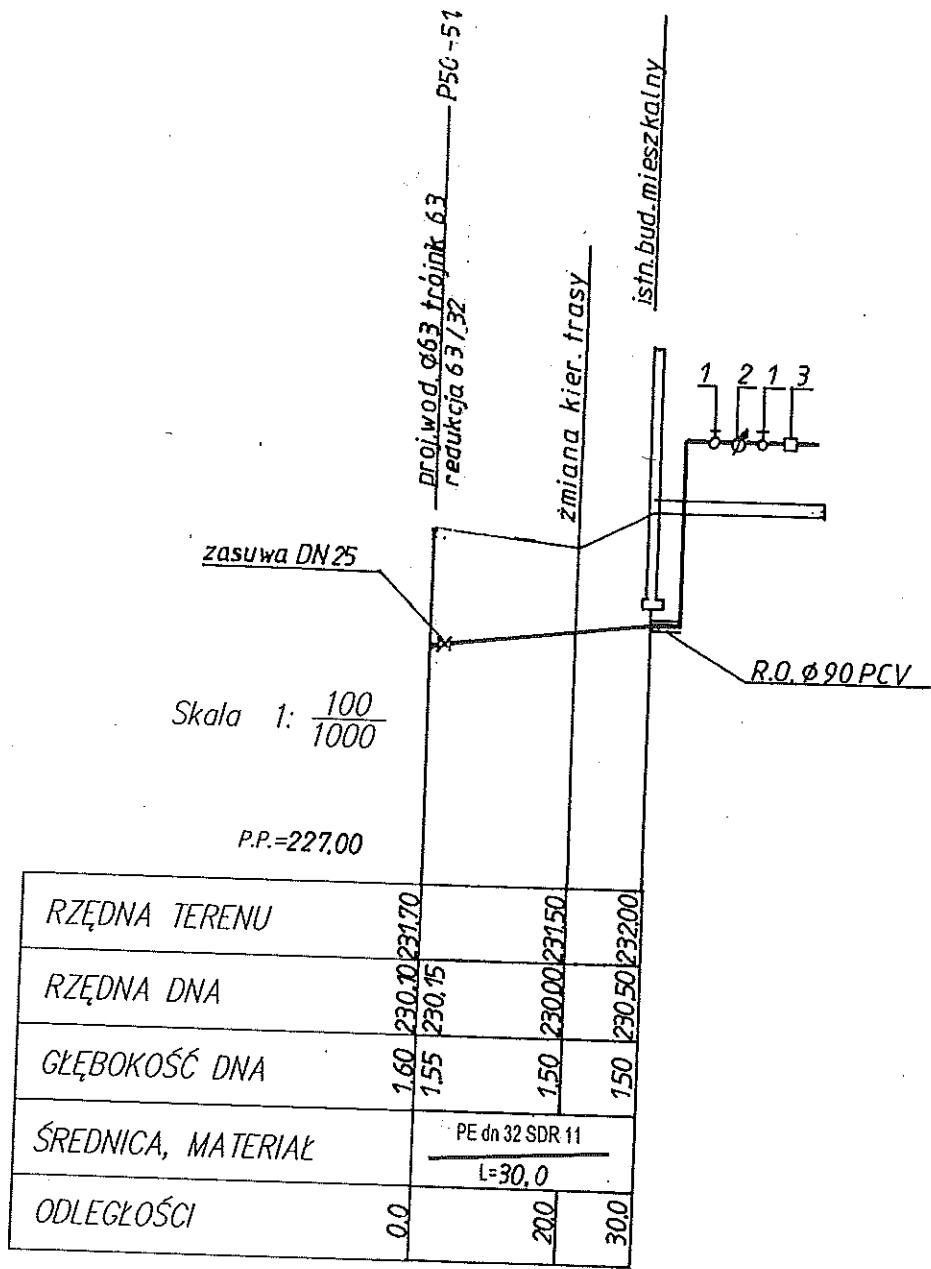 proj.wod. ø63 trójnik 63 P50-51
redukcja 63/32
zmiana kier. trasy
istn. bud. mieszkalny
1 2 1 3
zasuwa DN 25
R.O. ø90 PCV
Skala 1: 100
1000
P.P.=227,00
RZĘDNA TERENU 231,70 231,50 232,00
RZĘDNA DNA 230,10 230,15 230,00 230,50
GŁĘBOKOŚĆ DNA 1,60 1,55 1,50 1,50
ŚREDNICA, MATERIAŁ PE dn 32 SDR 11
L=30,0
ODLEGŁOŚCI 0,0 20,0 30,0